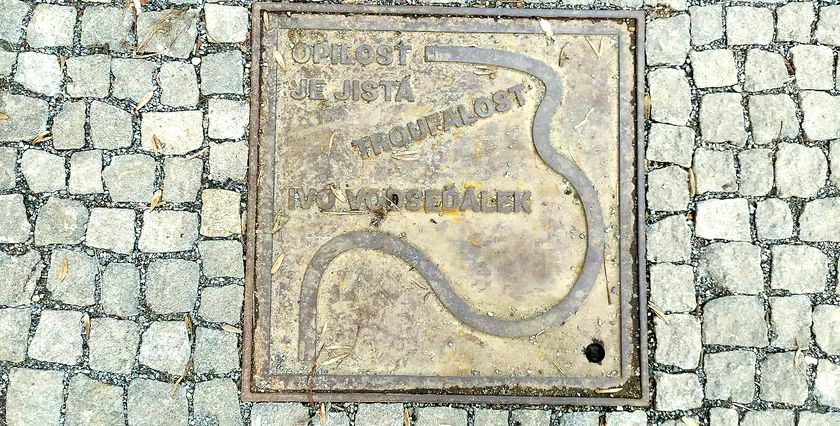 OPILOST
JE JISTÁ
TROUFALOST
IVO VODSEĎÁLEK